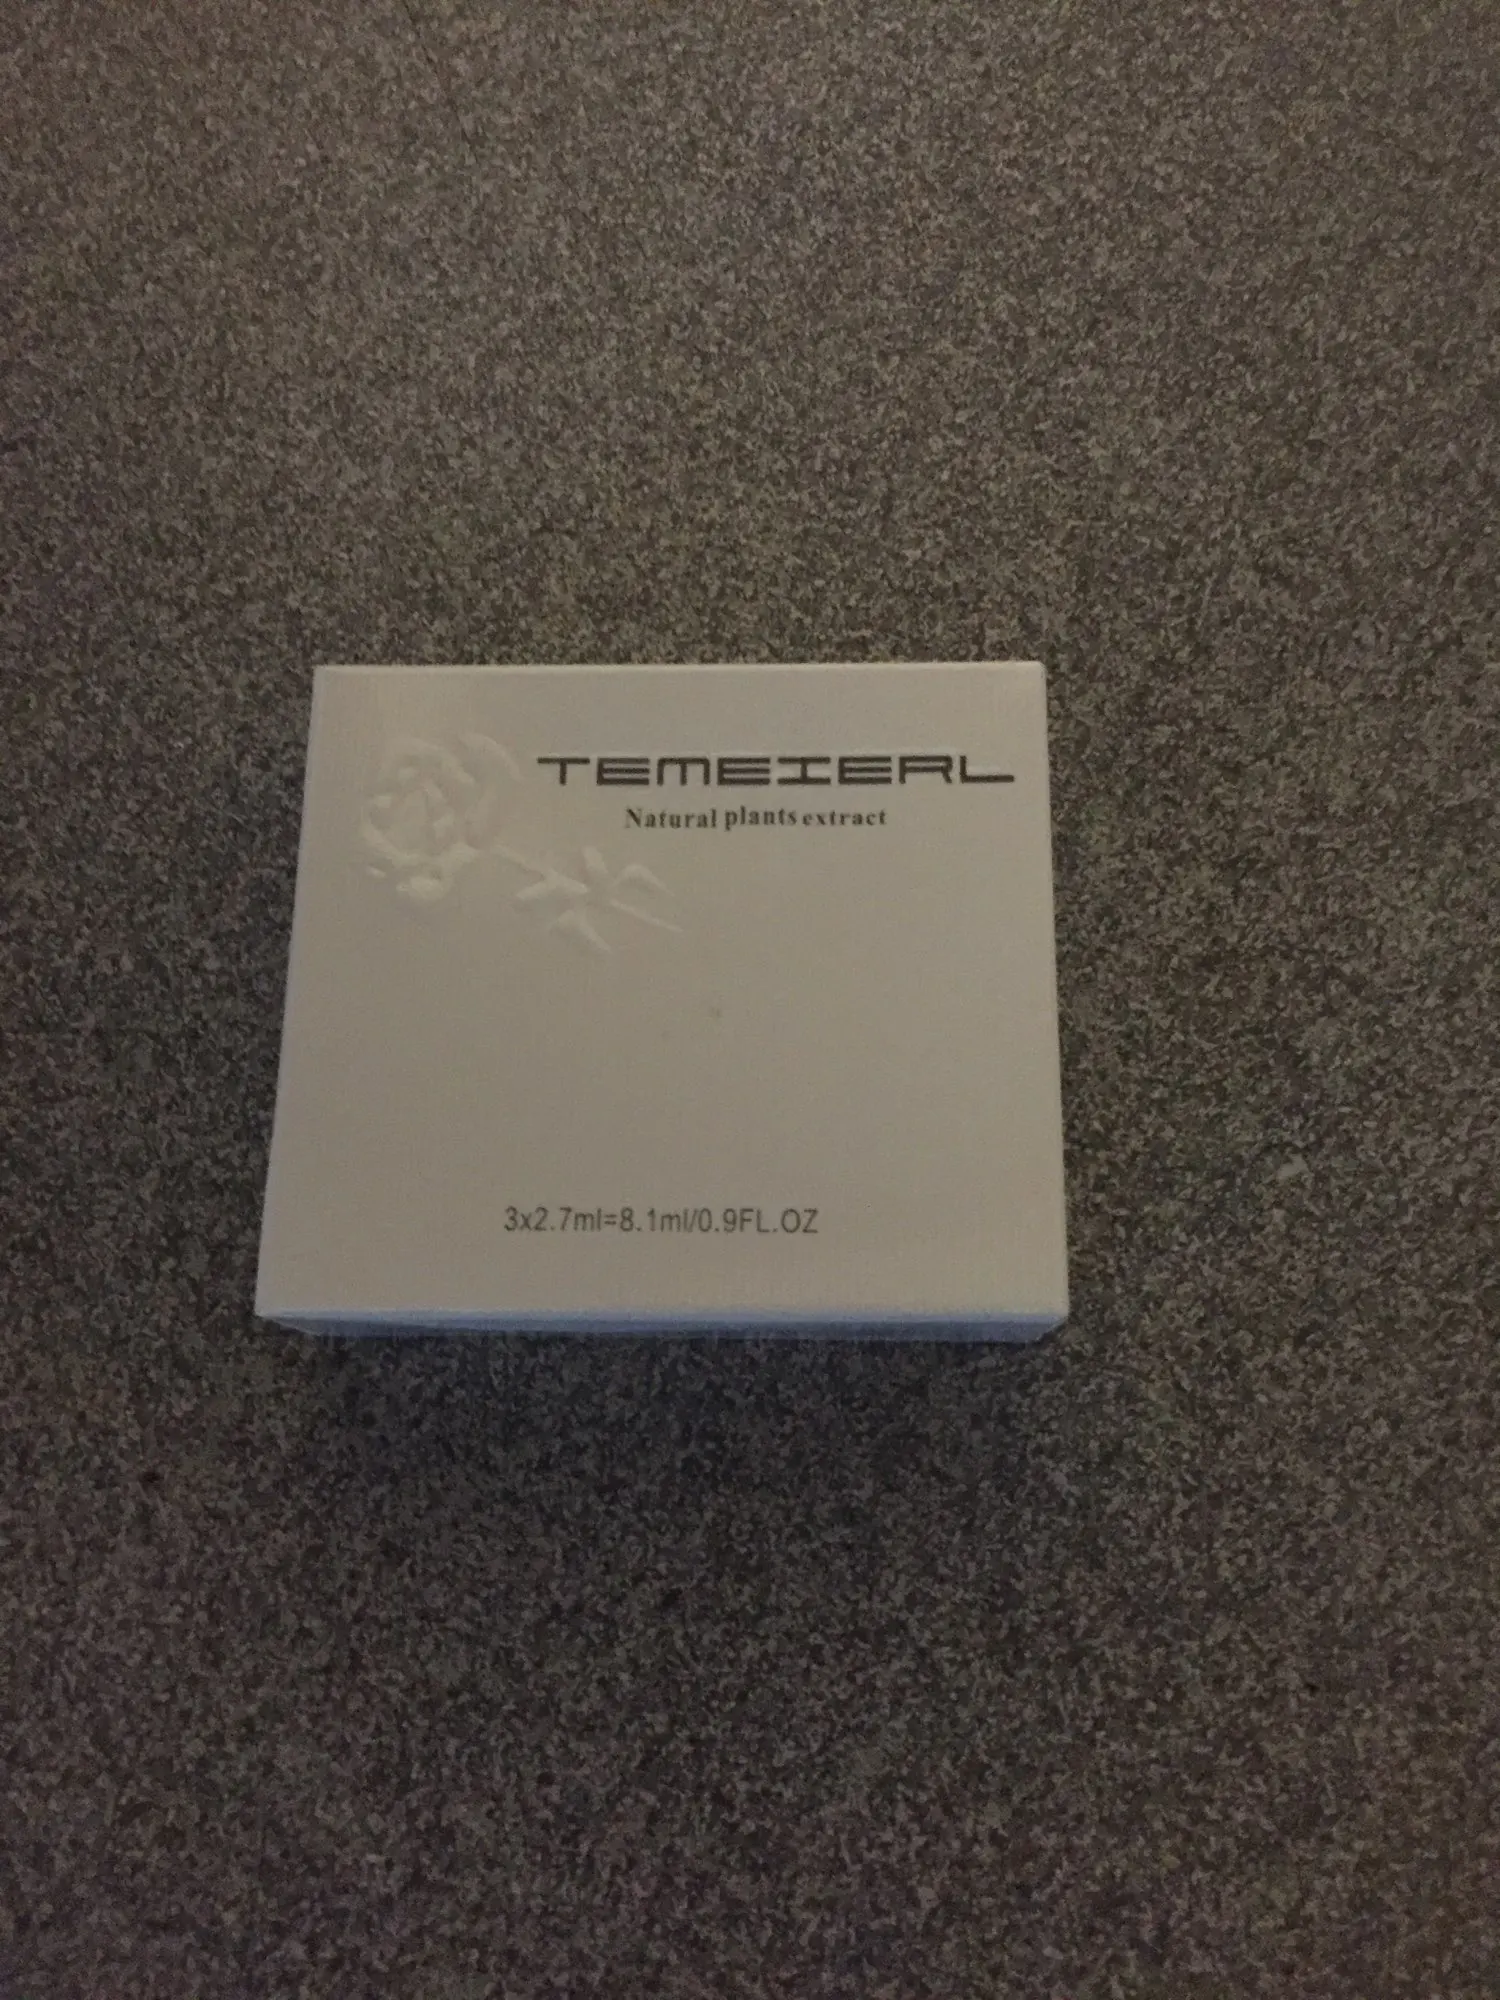 TEMEIERL
Natural plants extract
3x2.7ml=8.1ml/0.9FL.OZ